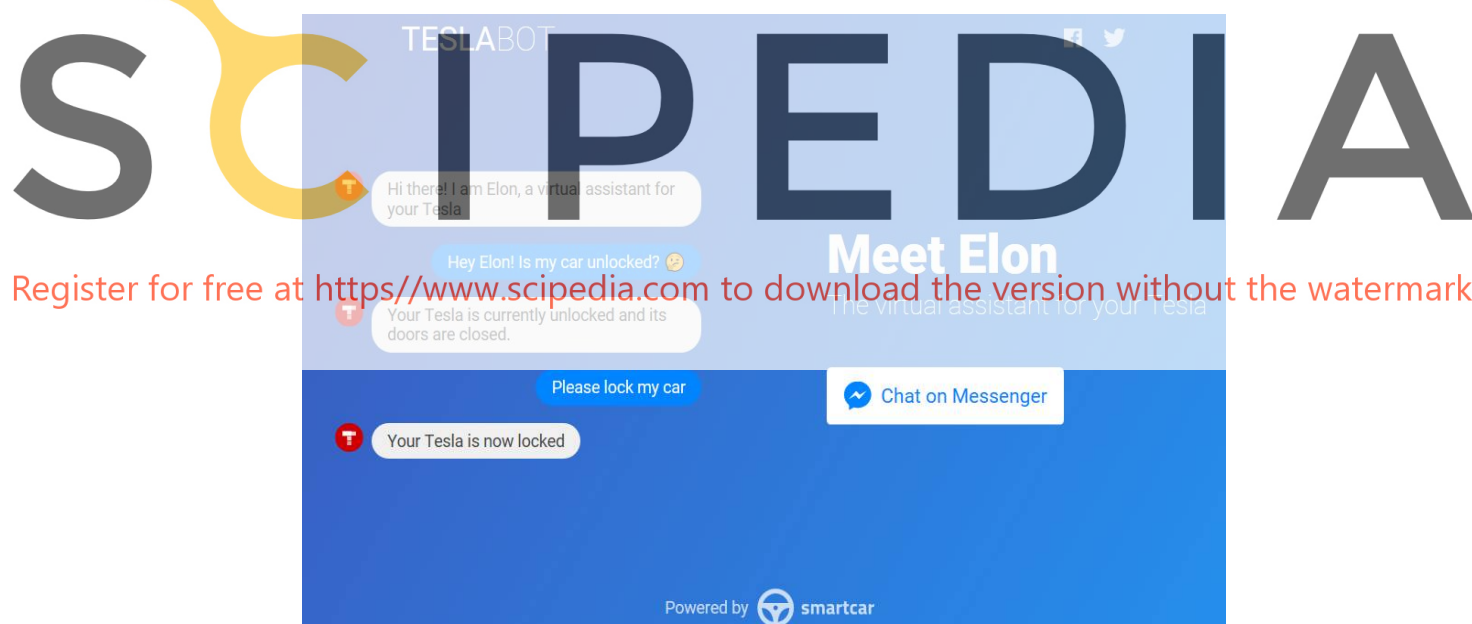 SCIPEDIA
TESLABOT
Hi there! I am Elon, a virtual assistant for
your Tesla
Hey Elon! Is my car unlocked?
Your Tesla is currently unlocked and its
doors are closed.
Please lock my car
Your Tesla is now locked
Meet Elon
The virtual assistant for your Tesla
Chat on Messenger
Register for free at https//www.scipedia.com to download the version without the watermark
Powered by smartcar